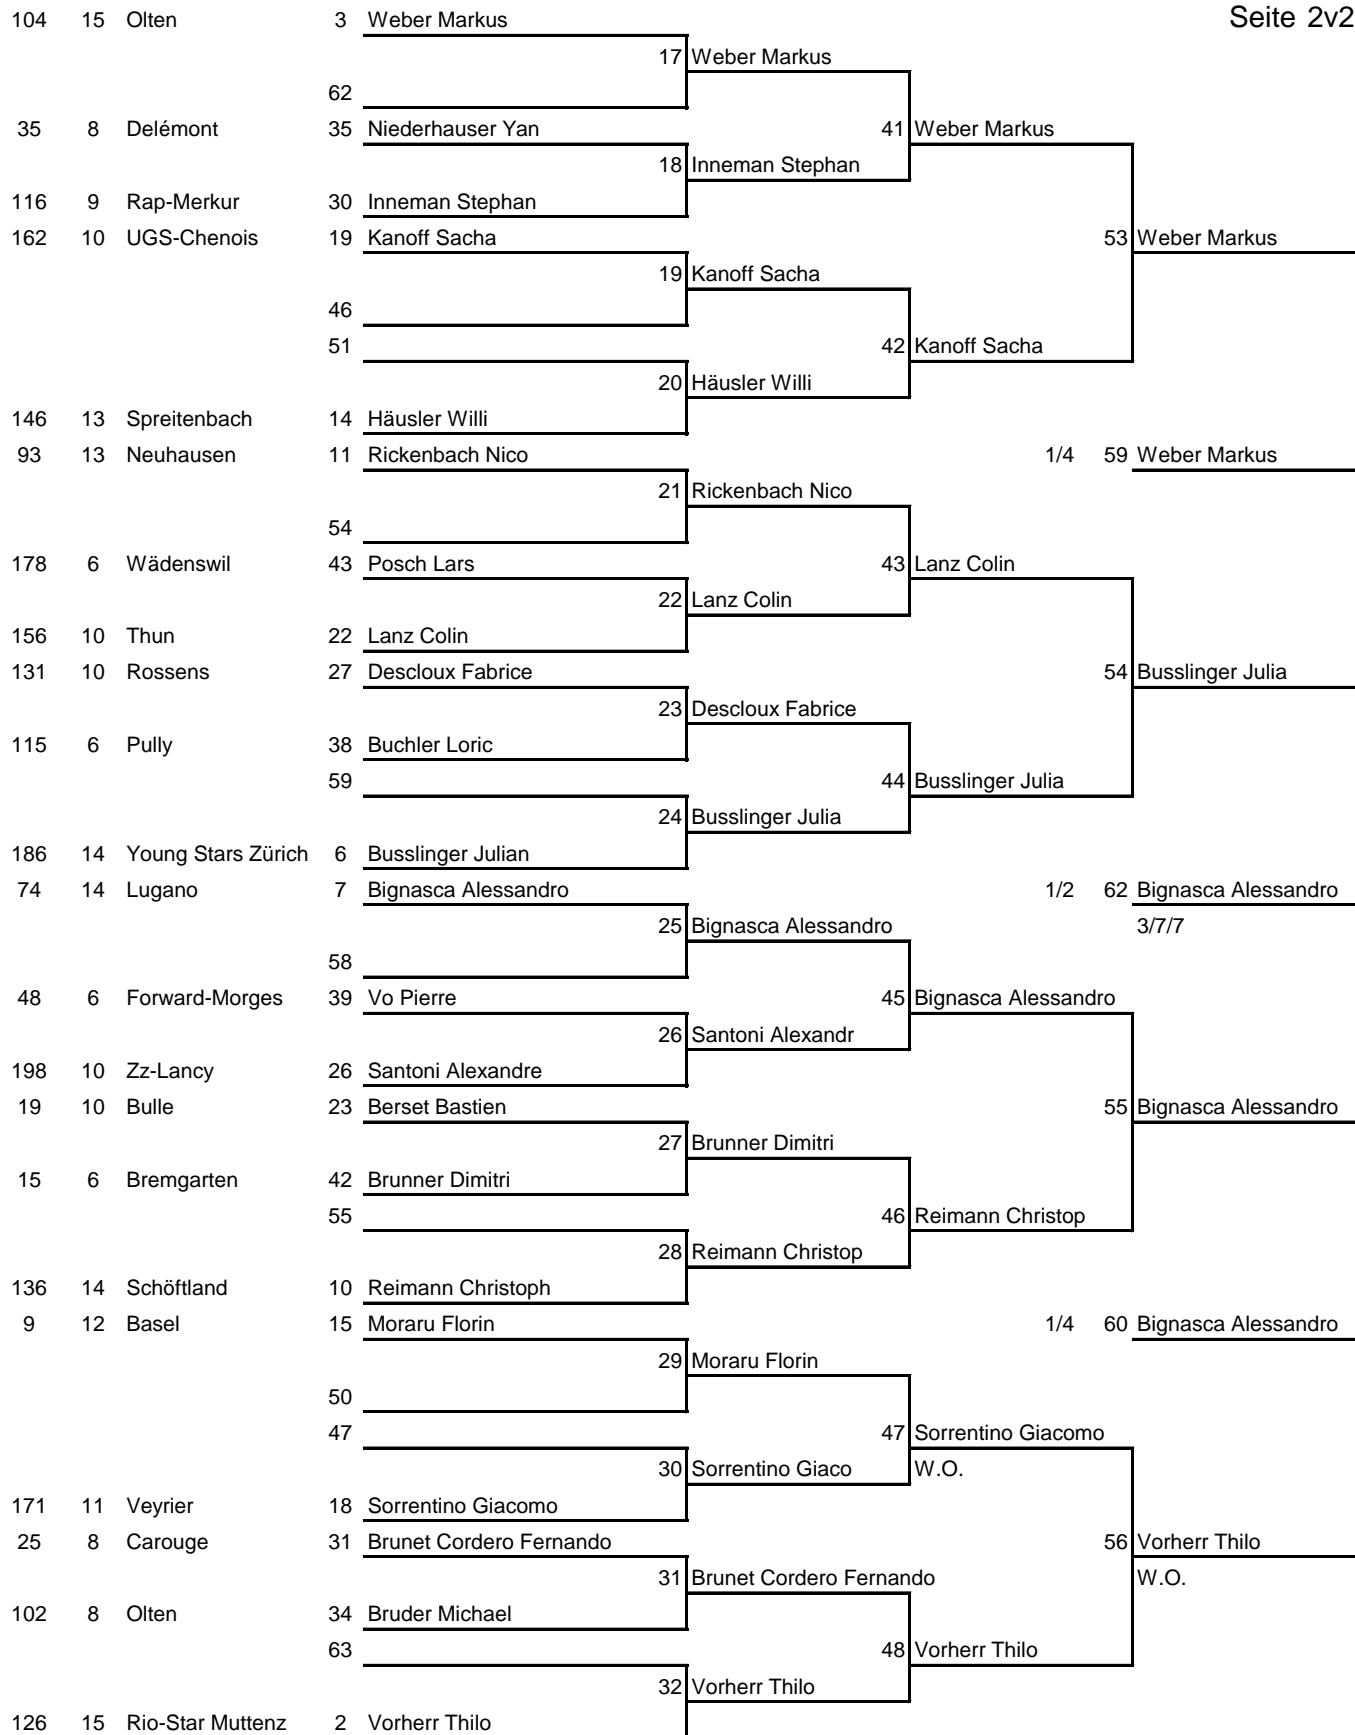 Seite 2v2
104 15 Olten 3 Weber Markus
17 Weber Markus
62
35 8 Delémont 35 Niederhauser Yan 41 Weber Markus
18 Inneman Stephan
116 9 Rap-Merkur 30 Inneman Stephan
162 10 UGS-Chenois 19 Kanoff Sacha 53 Weber Markus
19 Kanoff Sacha
46
51 42 Kanoff Sacha
20 Häusler Willi
146 13 Spreitenbach 14 Häusler Willi
93 13 Neuhausen 11 Rickenbach Nico 1/4 59 Weber Markus
21 Rickenbach Nico
54
178 6 Wädenswil 43 Posch Lars 43 Lanz Colin
22 Lanz Colin
156 10 Thun 22 Lanz Colin
131 10 Rossens 27 Descloux Fabrice 54 Busslinger Julia
23 Descloux Fabrice
115 6 Pully 38 Buchler Loric
59 44 Busslinger Julia
24 Busslinger Julia
186 14 Young Stars Zürich 6 Busslinger Julian
74 14 Lugano 7 Bignasca Alessandro 1/2 62 Bignasca Alessandro
25 Bignasca Alessandro 3/7/7
58
48 6 Forward-Morges 39 Vo Pierre 45 Bignasca Alessandro
26 Santoni Alexandr
198 10 Zz-Lancy 26 Santoni Alexandre
19 10 Bulle 23 Berset Bastien 55 Bignasca Alessandro
27 Brunner Dimitri
15 6 Bremgarten 42 Brunner Dimitri
55 46 Reimann Christop
28 Reimann Christop
136 14 Schöftland 10 Reimann Christoph
9 12 Basel 15 Moraru Florin 1/4 60 Bignasca Alessandro
29 Moraru Florin
50
47 47 Sorrentino Giacomo
30 Sorrentino Giaco W.O.
171 11 Veyrier 18 Sorrentino Giacomo
25 8 Carouge 31 Brunet Cordero Fernando 56 Vorherr Thilo
31 Brunet Cordero Fernando W.O.
102 8 Olten 34 Bruder Michael
63 48 Vorherr Thilo
32 Vorherr Thilo
126 15 Rio-Star Muttenz 2 Vorherr Thilo